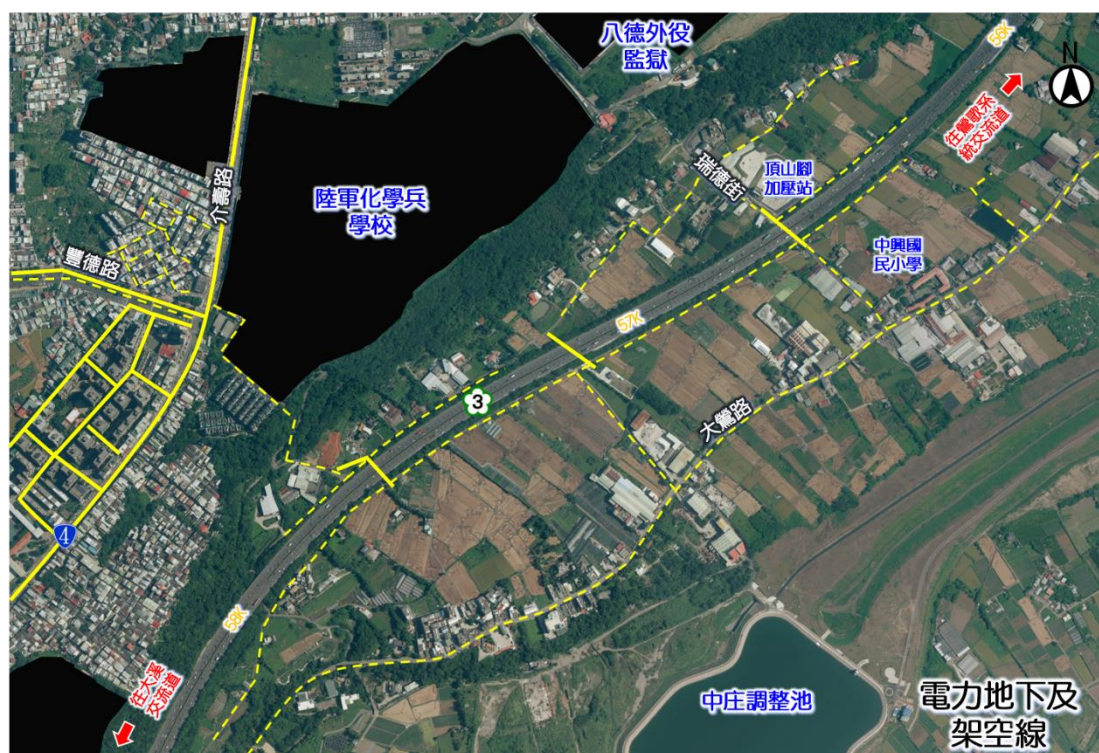 八德外役
監獄
56K
N
往鶯歌系
統交流道
陸軍化學兵
學校
介壽路
瑞德街
頂山腳
加壓站
豐德路
中興國
民小學
57K
3
大鶯路
4
58K
往大溪
交流道
中庄調整池
電力地下及
架空線